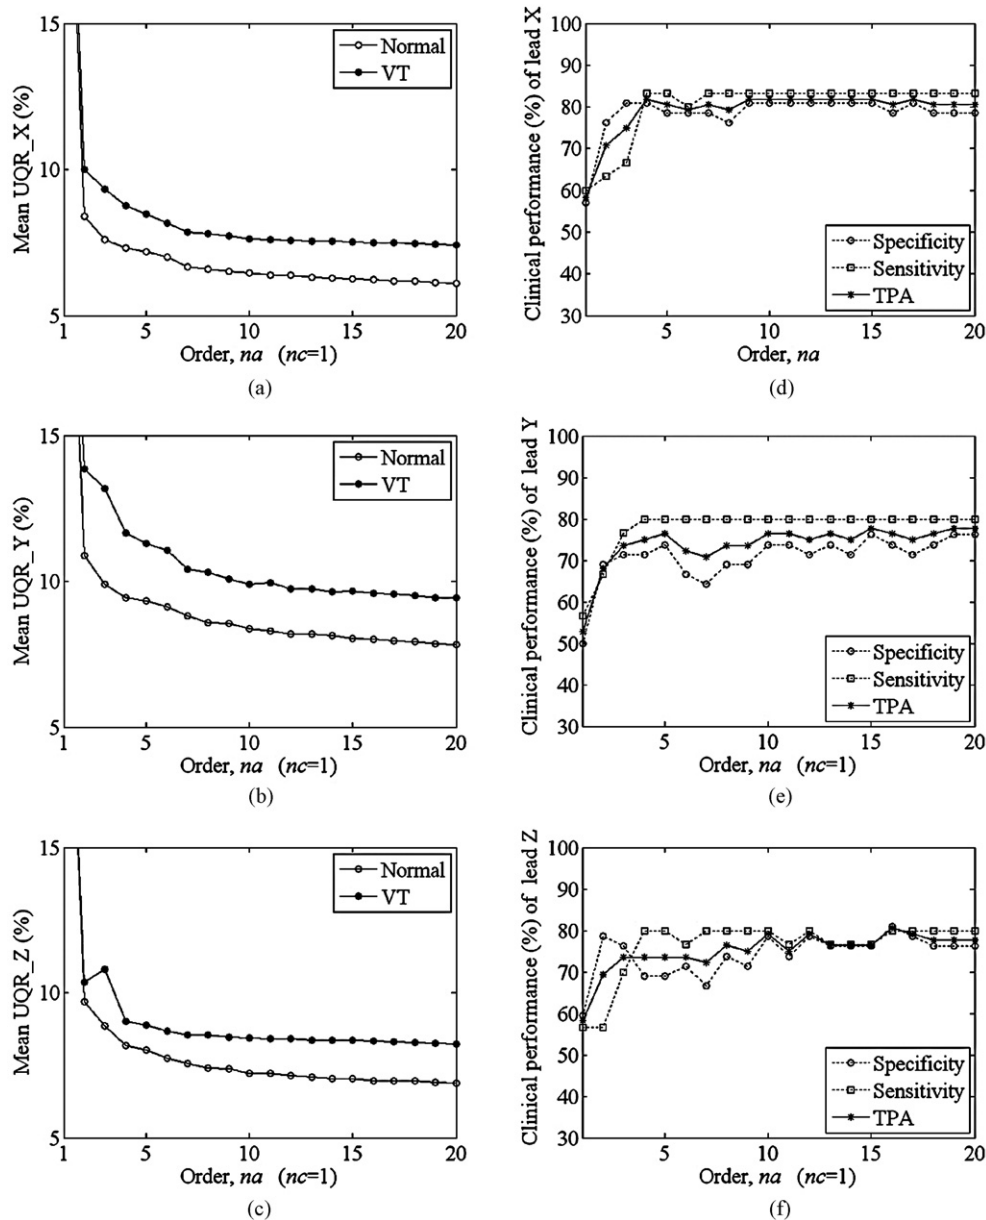 15
10
5
Mean UQR_X (%)
Normal
VT
1 5 10 15 20
Order, na (nc=1)
(a)
100
90
80
70
60
50
40
30
Clinical performance (%) of lead X
Specificity
Sensitivity
TPA
5 10 15 20
Order, na
(d)
15
10
5
Mean UQR_Y (%)
Normal
VT
1 5 10 15 20
Order, na (nc=1)
(b)
100
90
80
70
60
50
40
30
Clinical performance (%) of lead Y
Specificity
Sensitivity
TPA
5 10 15 20
Order, na (nc=1)
(e)
15
10
5
Mean UQR_Z (%)
Normal
VT
1 5 10 15 20
Order, na (nc=1)
(c)
100
90
80
70
60
50
40
30
Clinical performance (%) of lead Z
Specificity
Sensitivity
TPA
5 10 15 20
Order, na (nc=1)
(f)